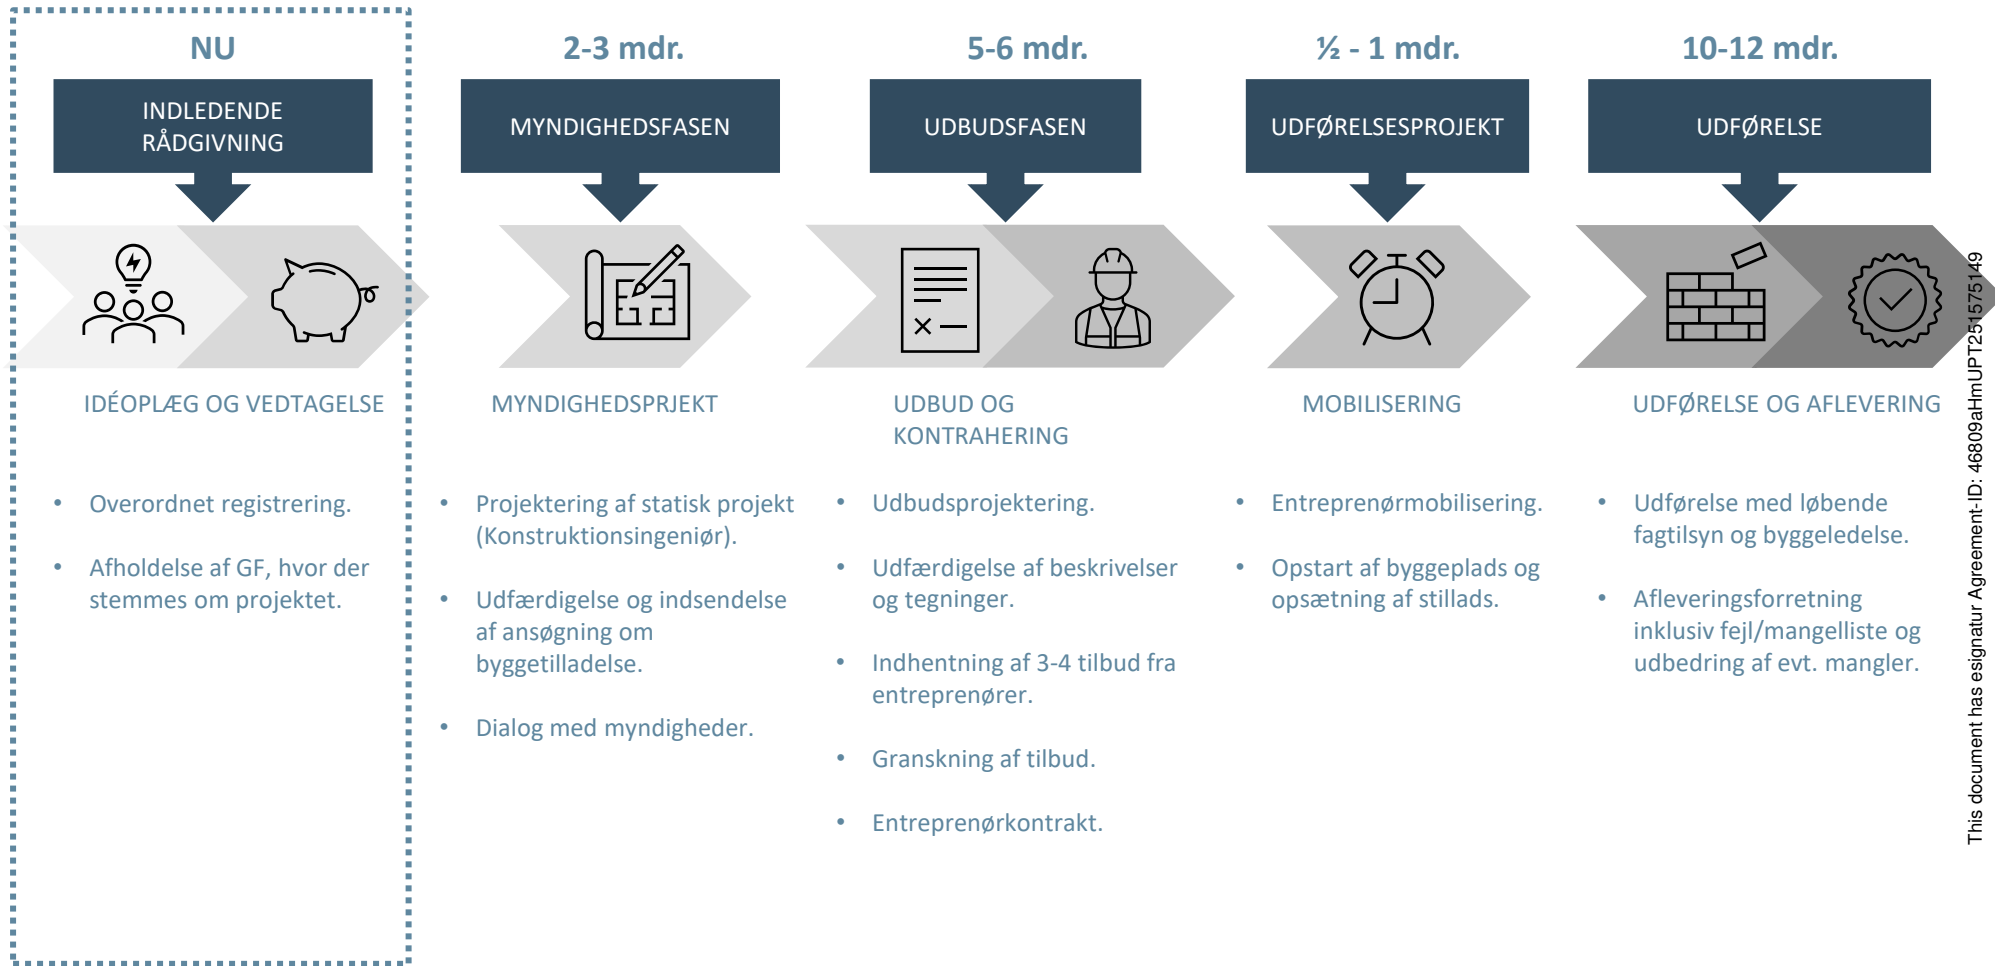 NU
INDLEDENDE
RÅDGIVNING
IDÉOPLÆG OG VEDTAGELSE
• Overordnet registrering.
• Afholdelse af GF, hvor der
stemmes om projektet.
2-3 mdr.
MYNDIGHEDSFASEN
MYNDIGHEDSPRJEKT
• Projektering af statisk projekt
(Konstruktionsingeniør).
• Udfærdigelse og indsendelse
af ansøgning om
byggetilladelse.
• Dialog med myndigheder.
5-6 mdr.
UDBUDSFASEN
UDBUD OG
KONTRAHERING
• Udbudsprojektering.
• Udfærdigelse af beskrivelser
og tegninger.
• Indhentning af 3-4 tilbud fra
entreprenører.
• Granskning af tilbud.
• Entreprenørkontrakt.
½ - 1 mdr.
UDFØRELSESPROJEKT
MOBILISERING
• Entreprenørmobilisering.
• Opstart af byggeplads og
opsætning af stillads.
10-12 mdr.
UDFØRELSE
UDFØRELSE OG AFLEVERING
• Udførelse med løbende
fagtilsyn og byggeledelse.
• Afleveringsforretning
inklusiv fejl/mangelliste og
udbedring af evt. mangler.
This document has esignatur Agreement-ID: 46809aHmUPT251575149